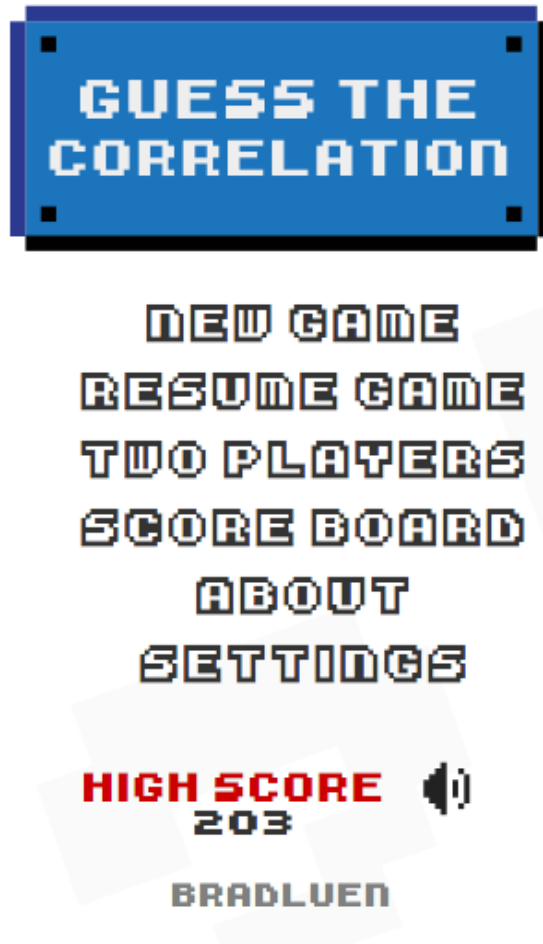 GUESS THE
CORRELATION
NEW GAME
RESUME GAME
TWO PLAYERS
SCORE BOARD
ABOUT
SETTINGS
HIGH SCORE
203
BRADLUEN